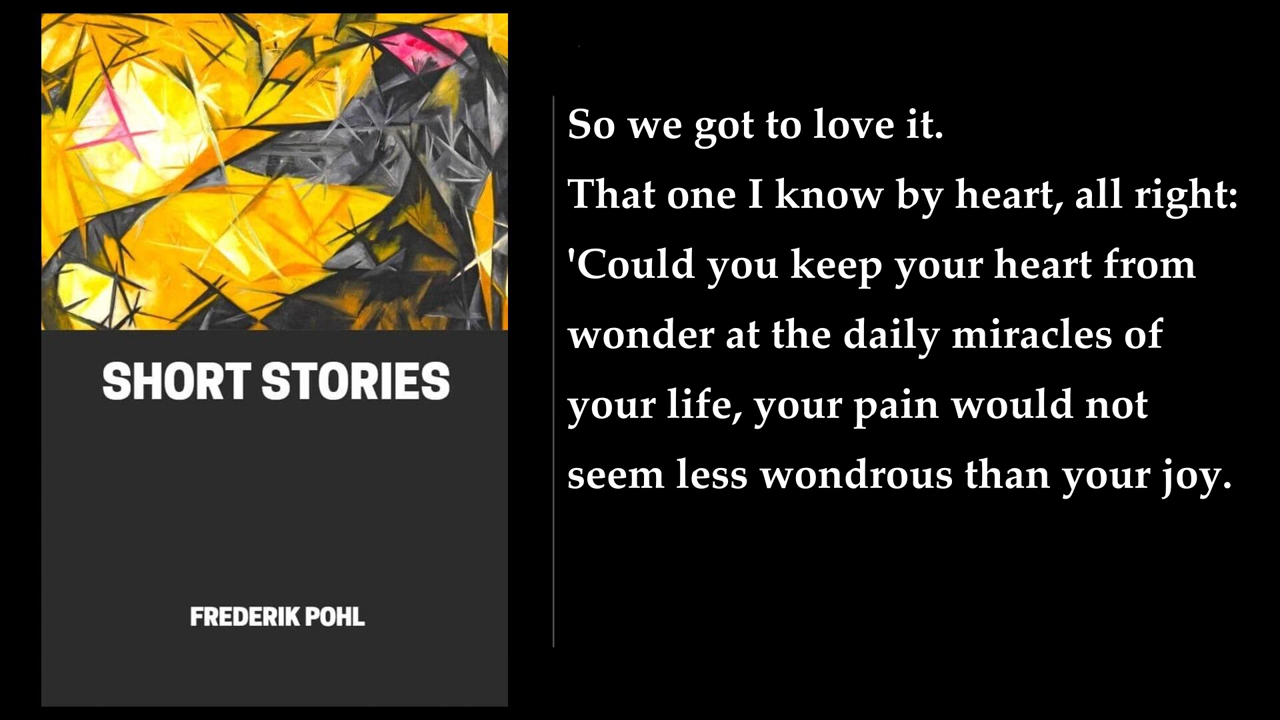 SHORT STORIES
FREDERIK POHL
So we got to love it.
That one I know by heart, all right:
'Could you keep your heart from
wonder at the daily miracles of
your life, your pain would not
seem less wondrous than your joy.